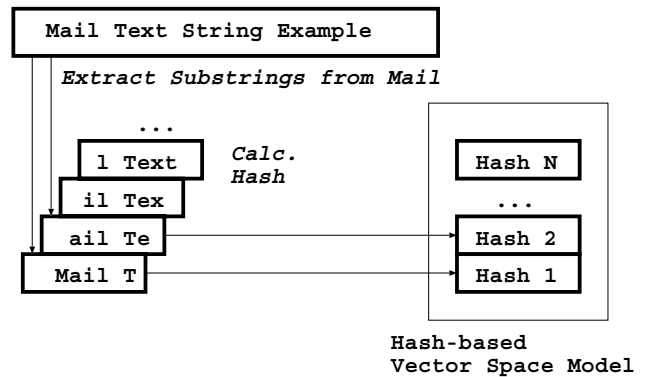 Mail Text String Example
Extract Substrings from Mail
...
l Text
Calc.
Hash
il Tex
ail Te
Mail T
Hash N
...
Hash 2
Hash 1
Hash-based
Vector Space Model